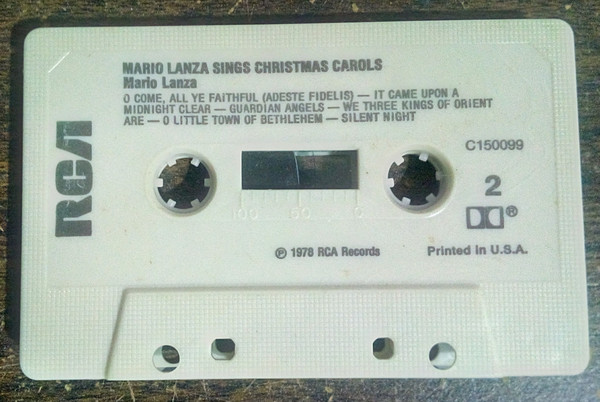 MARIO LANZA SINGS CHRISTMAS CAROLS
Mario Lanza
O COME, ALL YE FAITHFUL (ADESTE FIDELIS) — IT CAME UPON A
MIDNIGHT CLEAR — GUARDIAN ANGELS — WE THREE KINGS OF ORIENT
ARE — O LITTLE TOWN OF BETHLEHEM — SILENT NIGHT
RCA
C150099
2
100 50 0
®
℗ 1978 RCA Records
Printed in U.S.A.